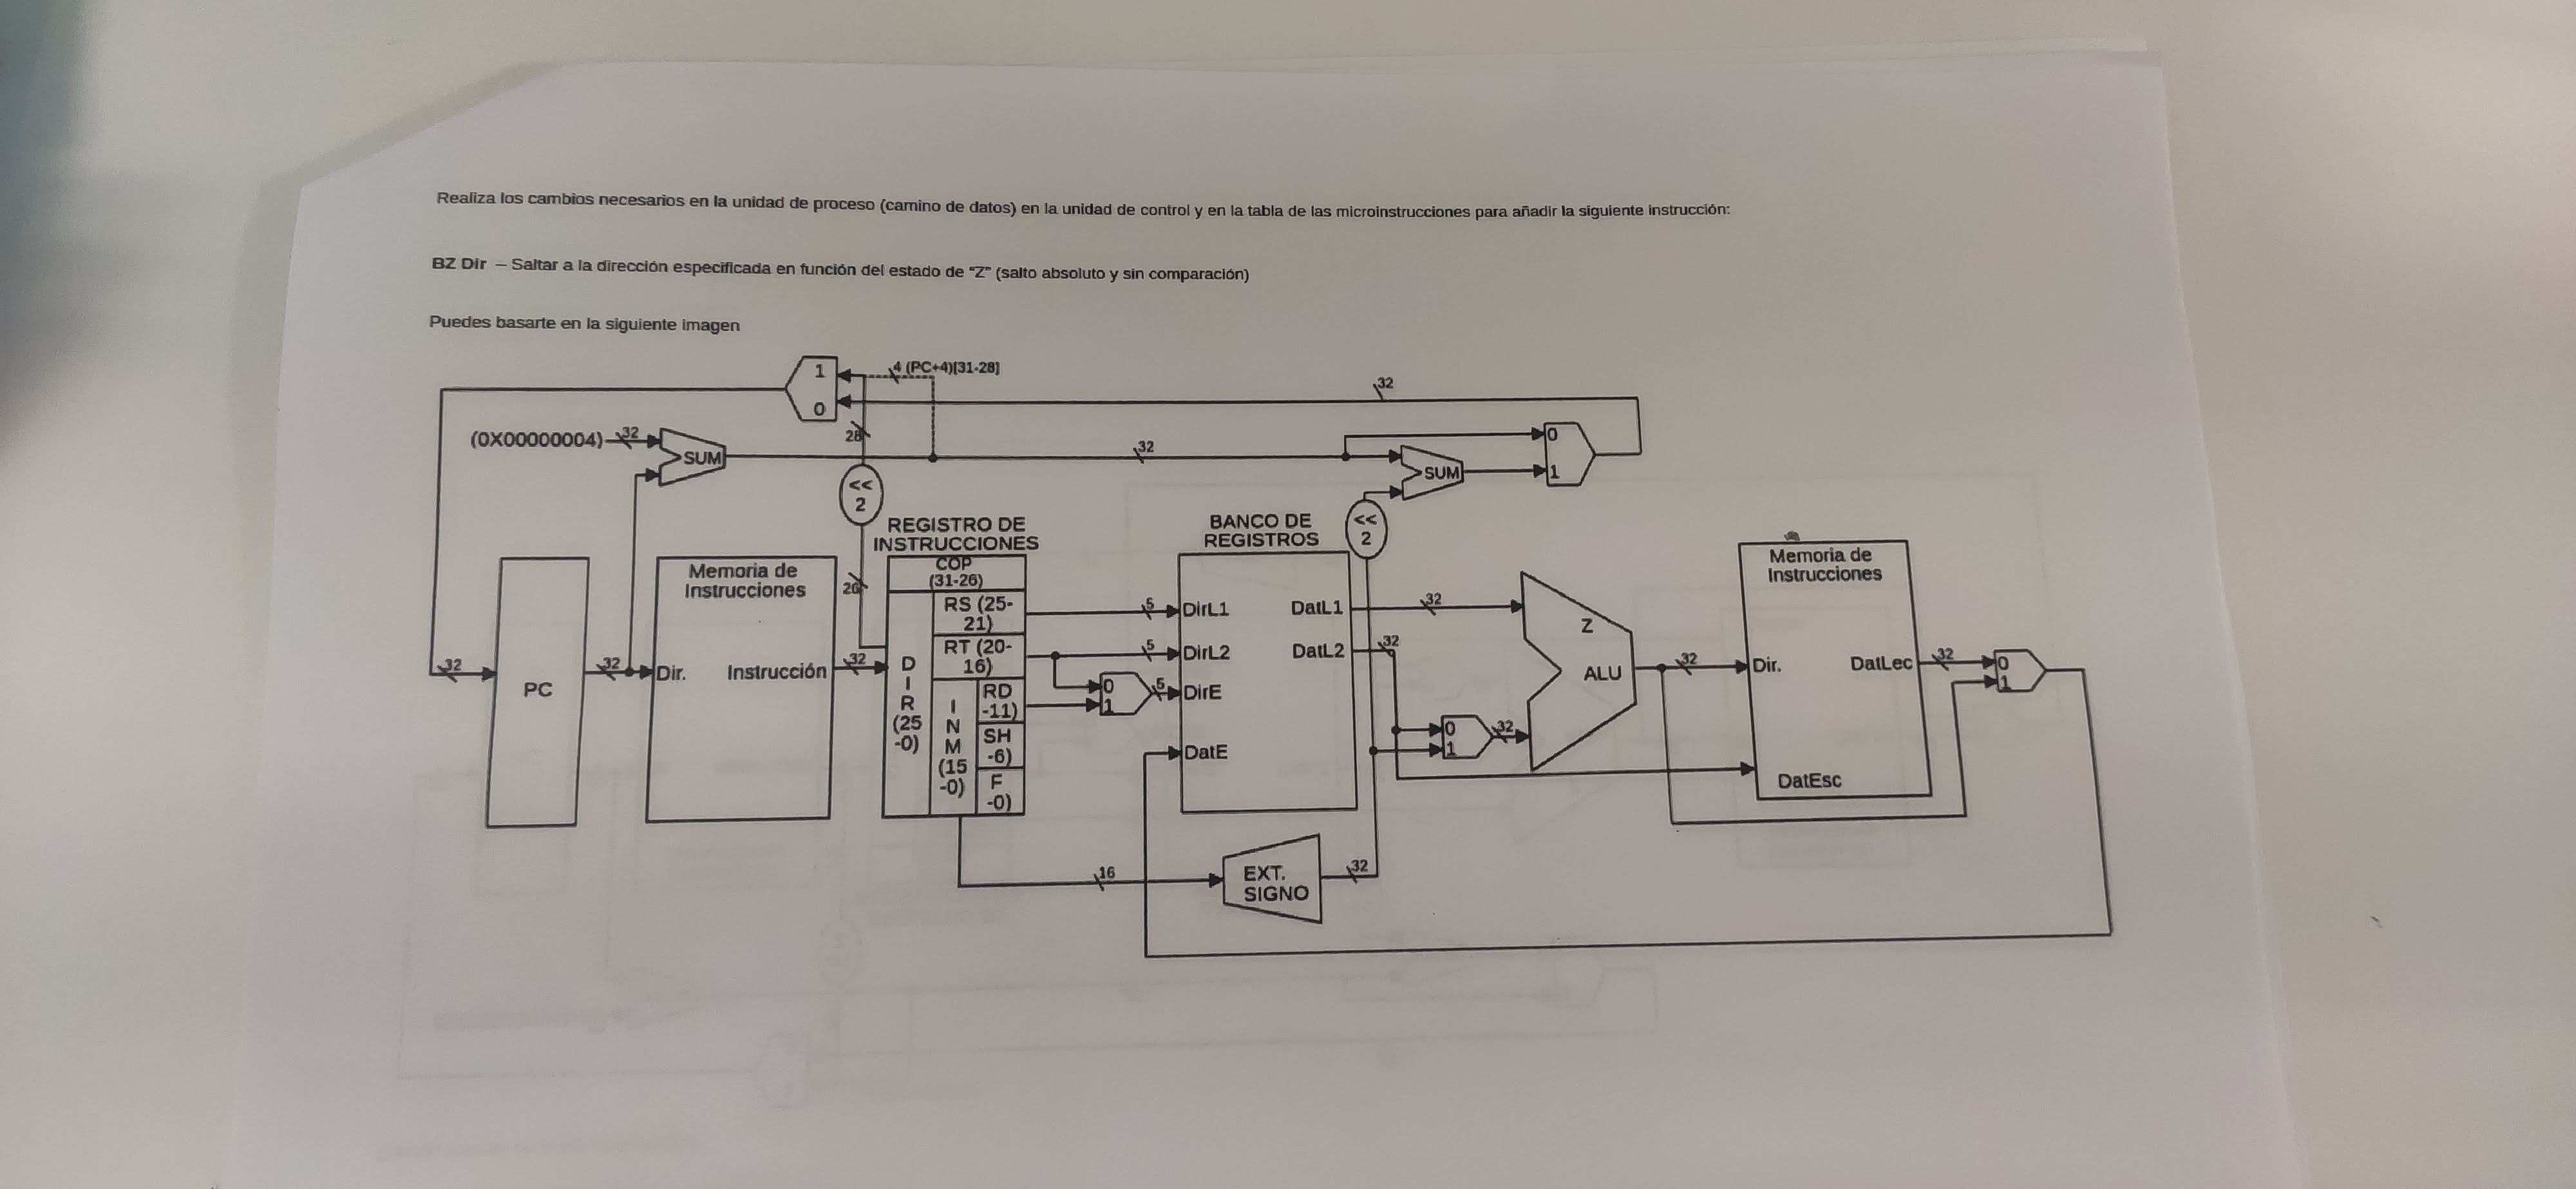 Realiza los cambios necesarios en la unidad de proceso (camino de datos) en la unidad de control y en la tabla de las microinstrucciones para añadir la siguiente instrucción:
BZ Dir – Saltar a la dirección especificada en función del estado de “Z” (salto absoluto y sin comparación)
Puedes basarte en la siguiente imagen
1
0
4 (PC+4)[31-28]
32
28
(0X00000004)
32
SUM
32
0
1
SUM
<<
2
<<
2
REGISTRO DE
INSTRUCCIONES
BANCO DE
REGISTROS
PC
32
32
Memoria de
Instrucciones
Dir.
Instrucción
26
32
COP
(31-26)
RS (25-
21)
RT (20-
16)
D
I
R
(25
-0)
I
N
M
(15
-0)
RD
-11)
SH
-6)
F
-0)
5
5
0
1
5
DirL1
DirL2
DirE
DatE
DatL1
DatL2
32
32
0
1
32
Z
ALU
32
Memoria de
Instrucciones
Dir.
DatLec
DatEsc
32
0
1
16
EXT.
SIGNO
32